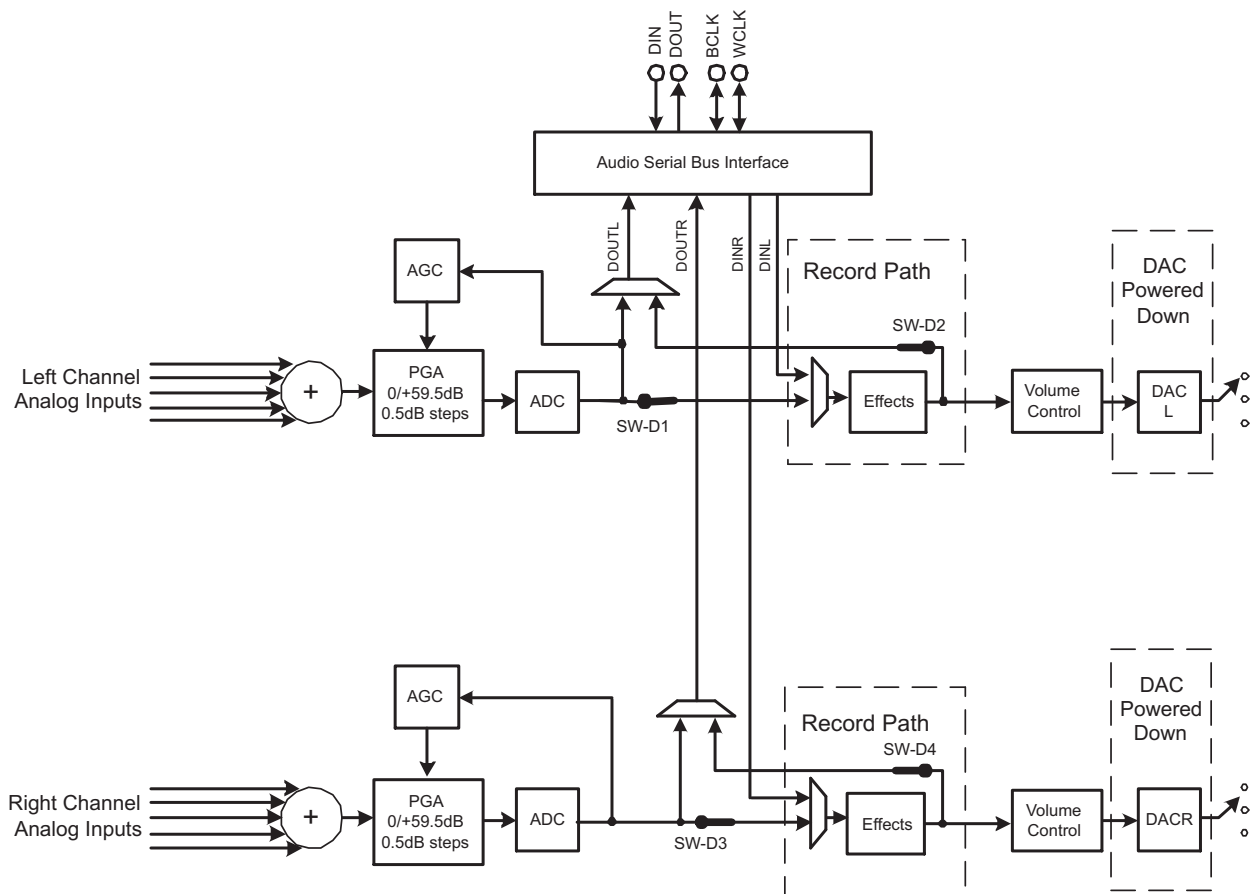 DIN
DOUT
BCLK
WCLK
Audio Serial Bus Interface
DOUTL
DOUTR
DINR
DINL
Record Path
DAC
Powered
Down
AGC
SW-D2
Left Channel
Analog Inputs
+
PGA
0/+59.5dB
0.5dB steps
ADC
SW-D1
Effects
Volume
Control
DAC
L
Record Path
DAC
Powered
Down
AGC
SW-D4
Right Channel
Analog Inputs
+
PGA
0/+59.5dB
0.5dB steps
ADC
SW-D3
Effects
Volume
Control
DACR